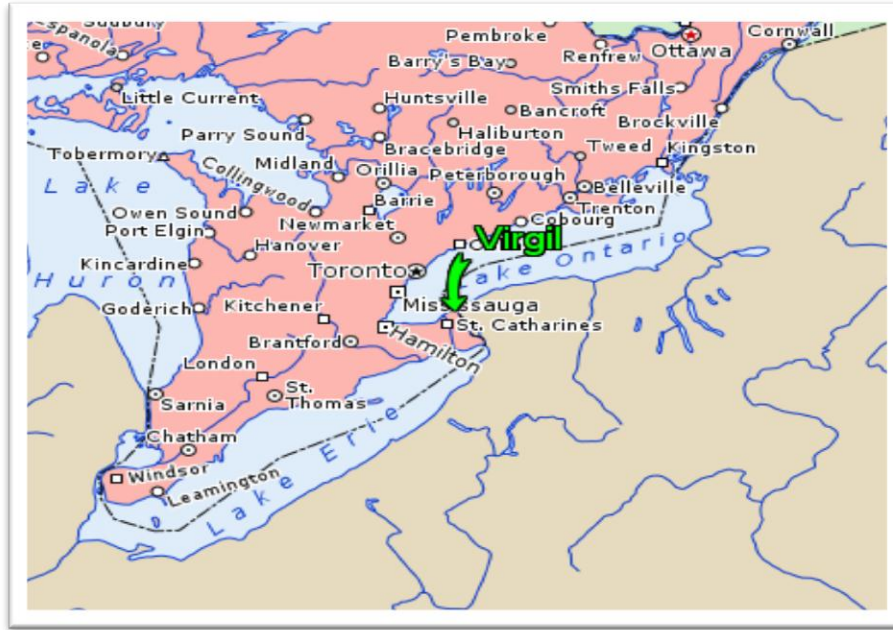 Sudbury
Espanola
Pembroke
Cornwall
Renfrew
Ottawa
Barry's Bay
Little Current
Huntsville
Smiths Falls
Bancroft
Parry Sound
Haliburton
Brockville
Tobermory
Midland
Bracebridge
Tweed
Kingston
Collingwood
Orillia
Peterborough
Lake
Huron
Owen Sound
Barrie
Belleville
Trenton
Port Elgin
Newmarket
Cobourg
Hanover
Virgil
Kincardine
Toronto
Lake Ontario
Goderich
Kitchener
Mississauga
St. Catharines
Brantford
Hamilton
London
Sarnia
St.
Thomas
Chatham
Lake Erie
Windsor
Leamington